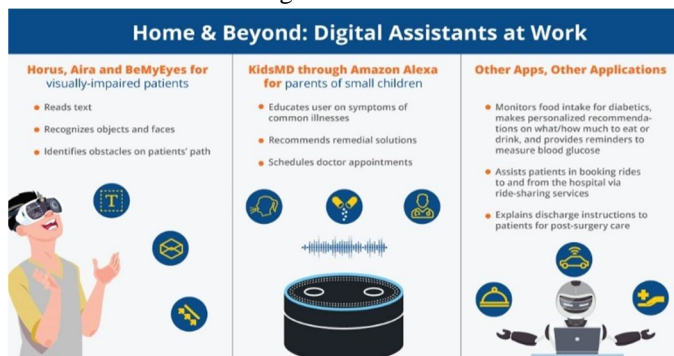 Home & Beyond: Digital Assistants at Work
Horus, Aira and BeMyEyes for
visually-impaired patients
Reads text
Recognizes objects and faces
Identifies obstacles on patients' path
T
KidsMD through Amazon Alexa
for parents of small children
Educates user on symptoms of
common illnesses
Recommends remedial solutions
Schedules doctor appointments
Other Apps, Other Applications
Monitors food intake for diabetics,
makes personalized recommenda-
tions on what/how much to eat or
drink, and provides reminders to
measure blood glucose
Assists patients in booking rides
to and from the hospital via
ride-sharing services
Explains discharge instructions to
patients for post-surgery care